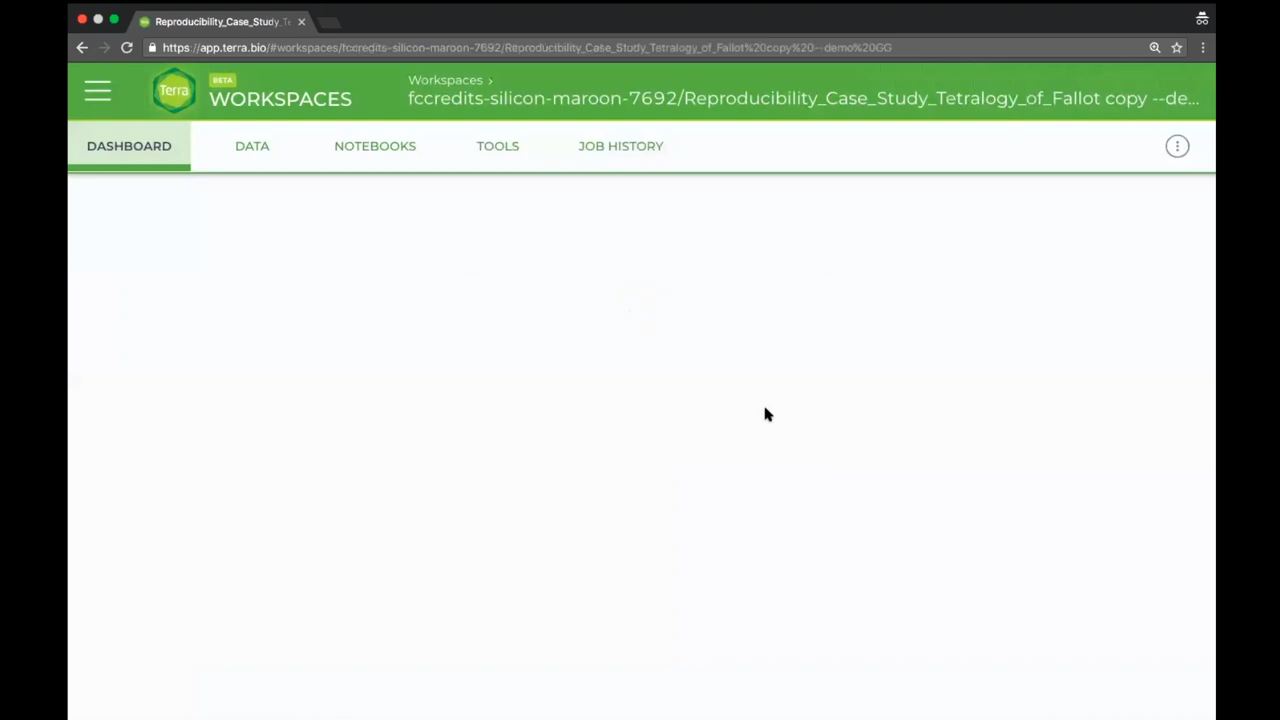 Reproducibility_Case_Study_Te
https://app.terra.bio/#workspaces/fccredits-silicon-maroon-7692/Reproducibility_Case_Study_Tetralogy_of_Fallot%20copy%20--demo%20GG
Terra
BETA
WORKSPACES
Workspaces ›
fccredits-silicon-maroon-7692/Reproducibility_Case_Study_Tetralogy_of_Fallot copy --de...
DASHBOARD DATA NOTEBOOKS TOOLS JOB HISTORY